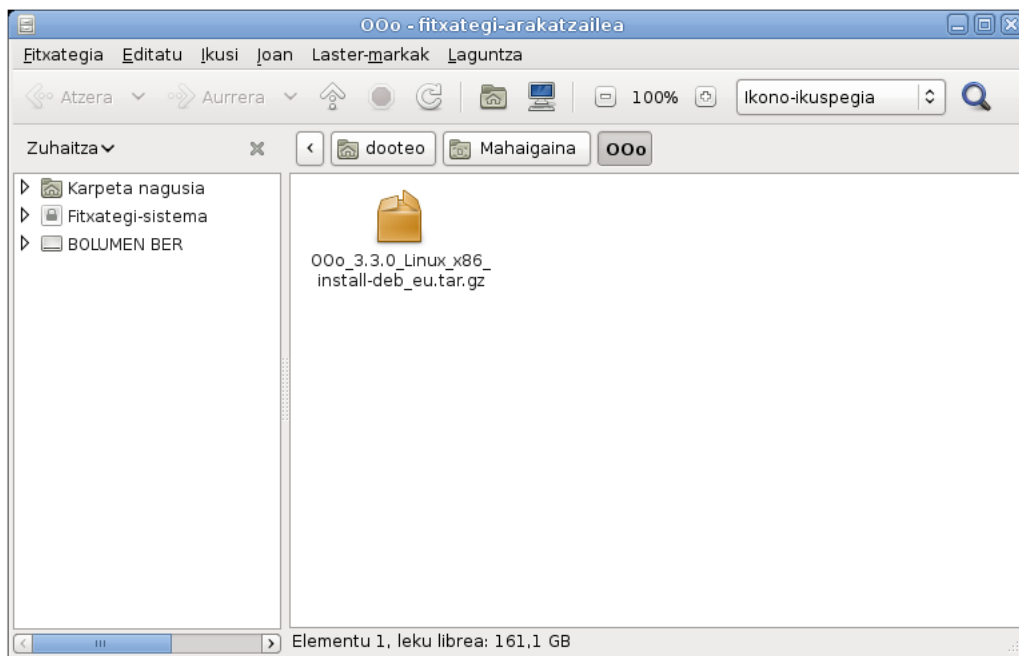 OOo - fitxategi-arakatzailea
Fitxategia Editatu Ikusi Joan Laster-markak Laguntza
Atzera Aurrera 100% Ikono-ikuspegia
Zuhaitza dooteo Mahaigaina OOo
Karpeta nagusia
Fitxategi-sistema
BOLUMEN BER
OOo_3.3.0_Linux_x86_
install-deb_eu.tar.gz
Elementu 1, leku librea: 161,1 GB